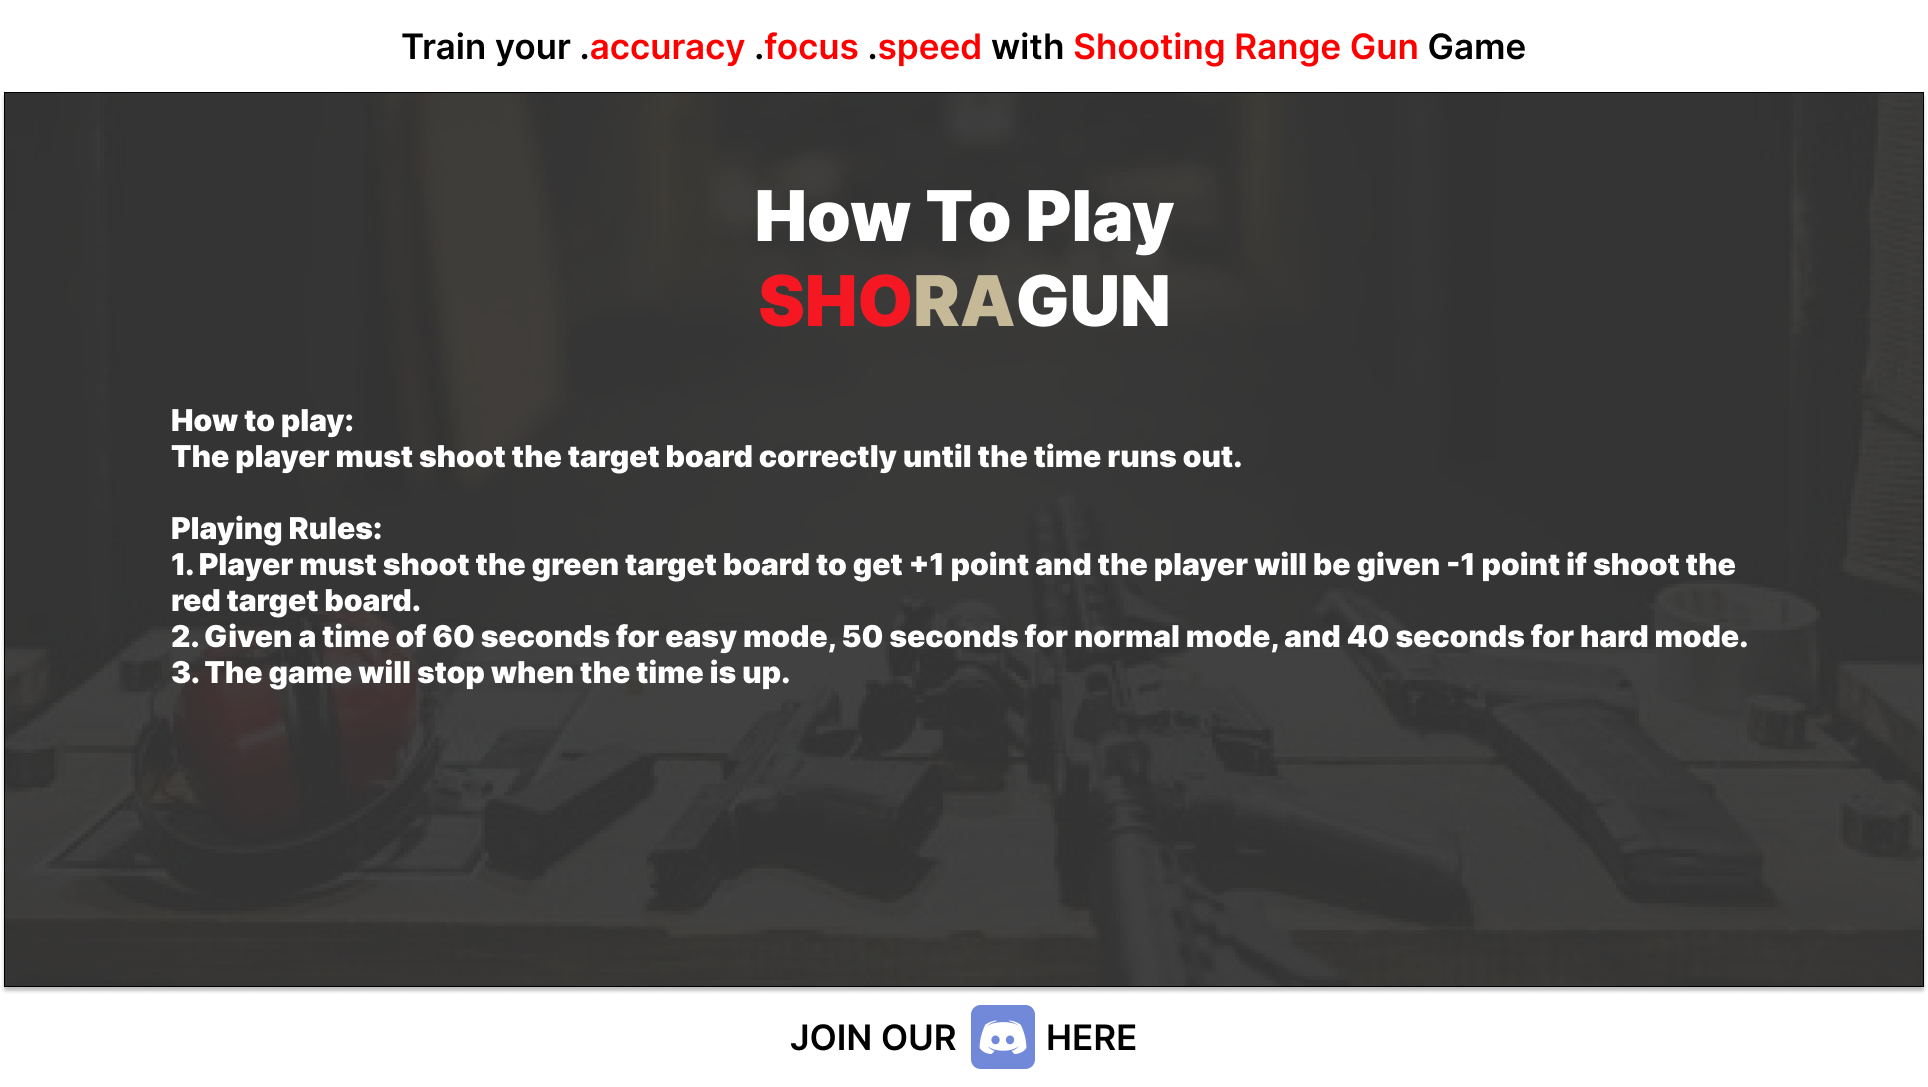 Train your .accuracy .focus .speed with Shooting Range Gun Game
How To Play
SHORAGUN
How to play:
The player must shoot the target board correctly until the time runs out.
Playing Rules:
1. Player must shoot the green target board to get +1 point and the player will be given -1 point if shoot the
red target board.
2. Given a time of 60 seconds for easy mode, 50 seconds for normal mode, and 40 seconds for hard mode.
3. The game will stop when the time is up.
JOIN OUR HERE